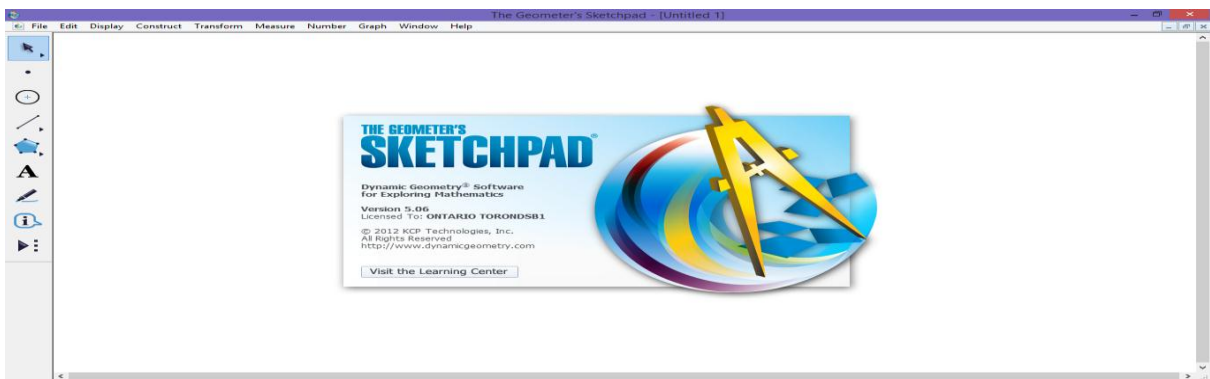 The Geometer's Sketchpad - [Untitled 1]
File Edit Display Construct Transform Measure Number Graph Window Help
THE GEOMETER'S
SKETCHPAD®
Dynamic Geometry® Software
for Exploring Mathematics
Version 5.06
Licensed To: ONTARIO TORONDSB1
© 2012 KCP Technologies, Inc.
All Rights Reserved
http://www.dynamicgeometry.com
Visit the Learning Center
A
i